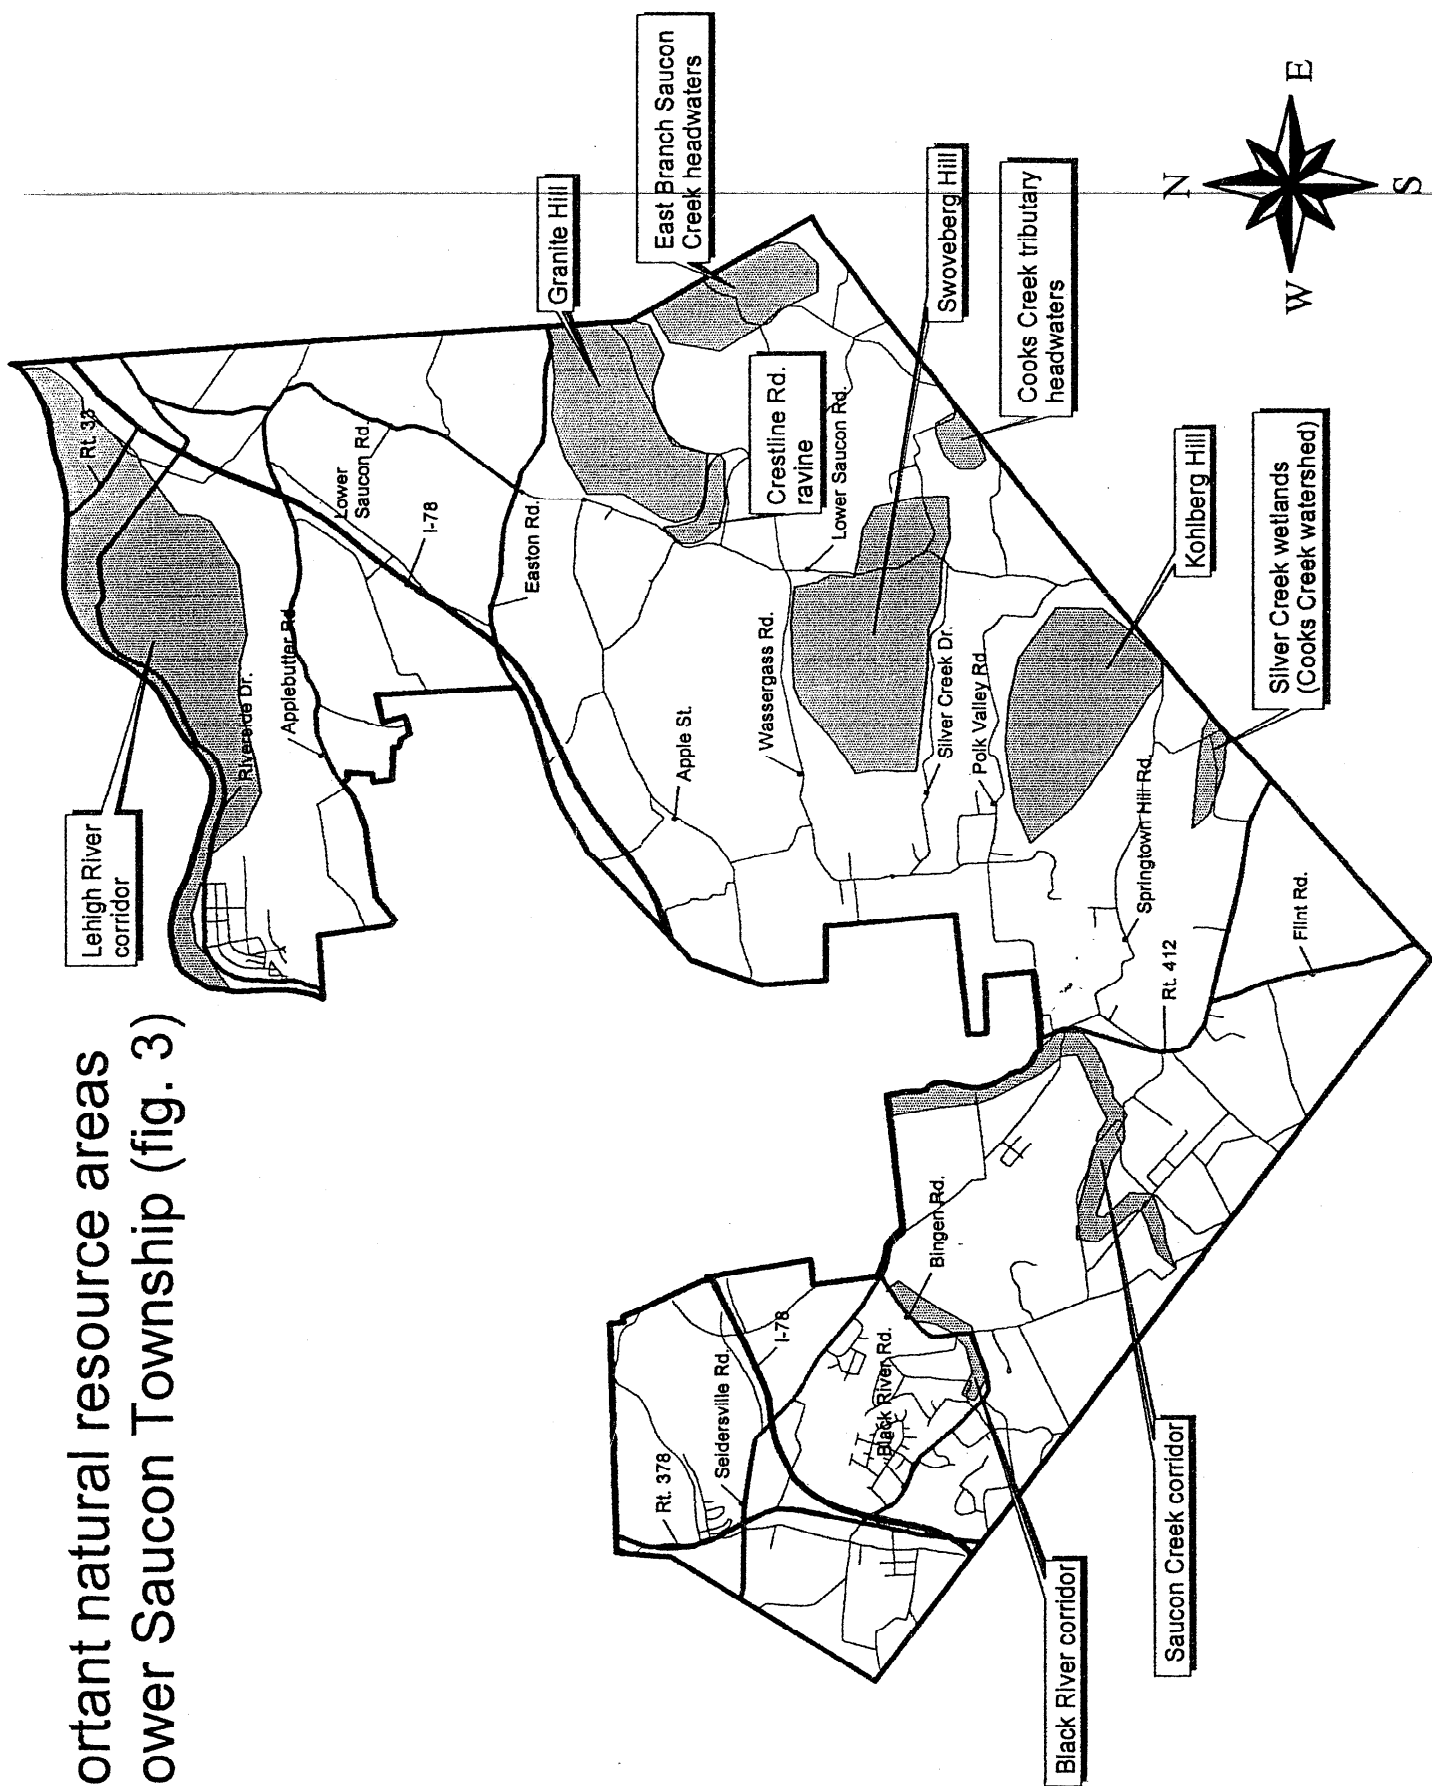 ortant natural resource areas
ower Saucon Township (fig. 3)
Lehigh River
corridor
Rt. 33
Riverside Dr.
Applebutter Rd.
Lower
Saucon Rd.
I-78
Easton Rd.
Granite Hill
East Branch Saucon
Creek headwaters
Crestline Rd.
ravine
Lower Saucon Rd.
Swoveberg Hill
Cooks Creek tributary
headwaters
Apple St.
Wassergass Rd.
Silver Creek Dr.
Polk Valley Rd.
Kohlberg Hill
Silver Creek wetlands
(Cooks Creek watershed)
Springtown Hill Rd.
Rt. 412
Flint Rd.
Bingen Rd.
I-78
Seidersville Rd.
Rt. 378
Black River Rd.
Saucon Creek corridor
Black River corridor
N
E
S
W